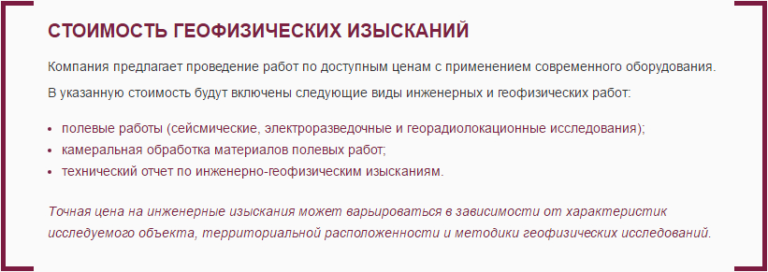 СТОИМОСТЬ ГЕОФИЗИЧЕСКИХ ИЗЫСКАНИЙ
Компания предлагает проведение работ по доступным ценам с применением современного оборудования.
В указанную стоимость будут включены следующие виды инженерных и геофизических работ:
• полевые работы (сейсмические, электроразведочные и георадиолокационные исследования);
• камеральная обработка материалов полевых работ;
• технический отчет по инженерно-геофизическим изысканиям.
Точная цена на инженерные изыскания может варьироваться в зависимости от характеристик
исследуемого объекта, территориальной расположенности и методики геофизических исследований.